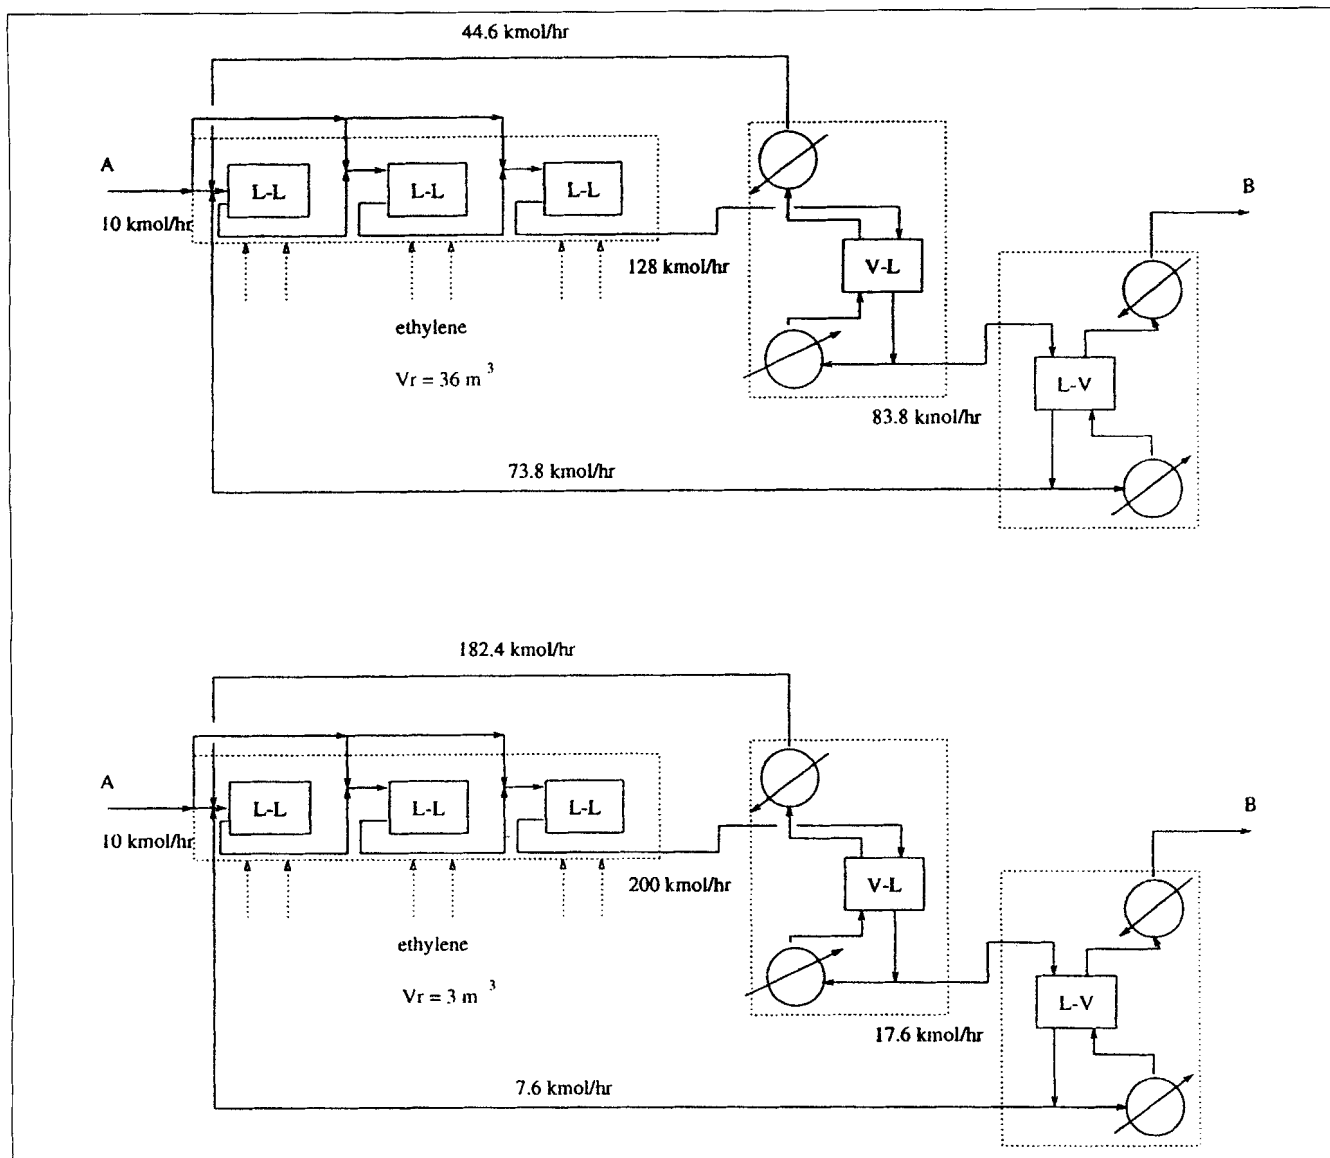 44.6 kmol/hr
A
L-L
L-L
L-L
B
10 kmol/hr
128 kmol/hr
V-L
ethylene
Vr = 36 m 3
L-V
83.8 kmol/hr
73.8 kmol/hr
182.4 kmol/hr
A
L-L
L-L
L-L
B
10 kmol/hr
200 kmol/hr
V-L
ethylene
Vr = 3 m 3
L-V
17.6 kmol/hr
7.6 kmol/hr